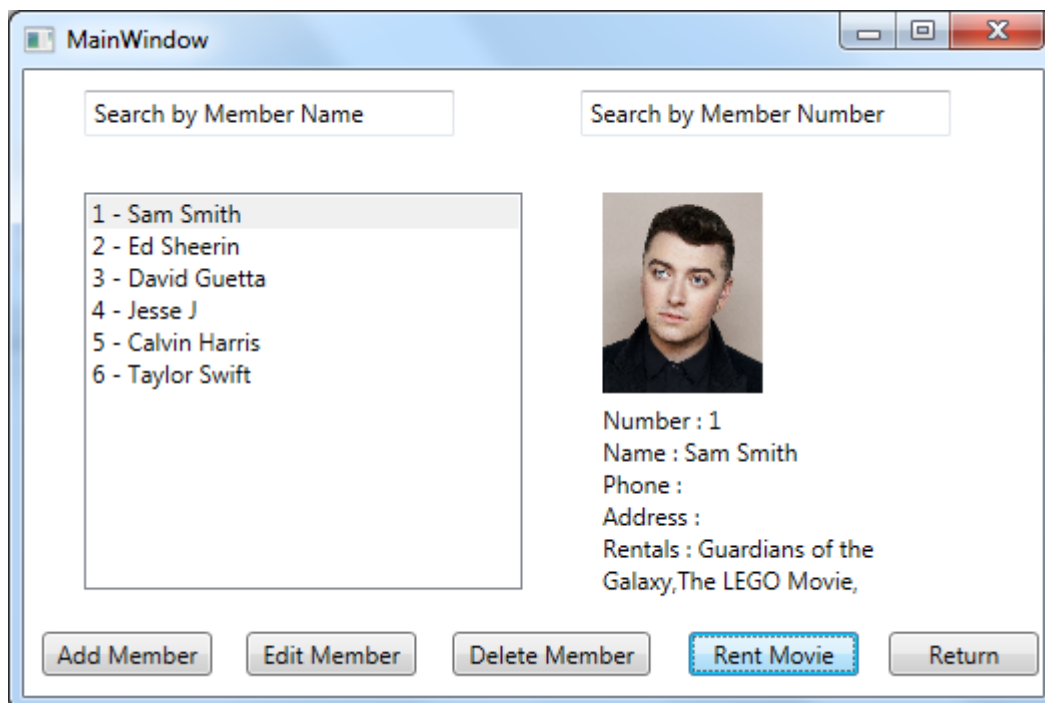 MainWindow
Search by Member Name
Search by Member Number
1 - Sam Smith
2 - Ed Sheerin
3 - David Guetta
4 - Jesse J
5 - Calvin Harris
6 - Taylor Swift
Number : 1
Name : Sam Smith
Phone :
Address :
Rentals : Guardians of the
Galaxy,The LEGO Movie,
Add Member
Edit Member
Delete Member
Rent Movie
Return